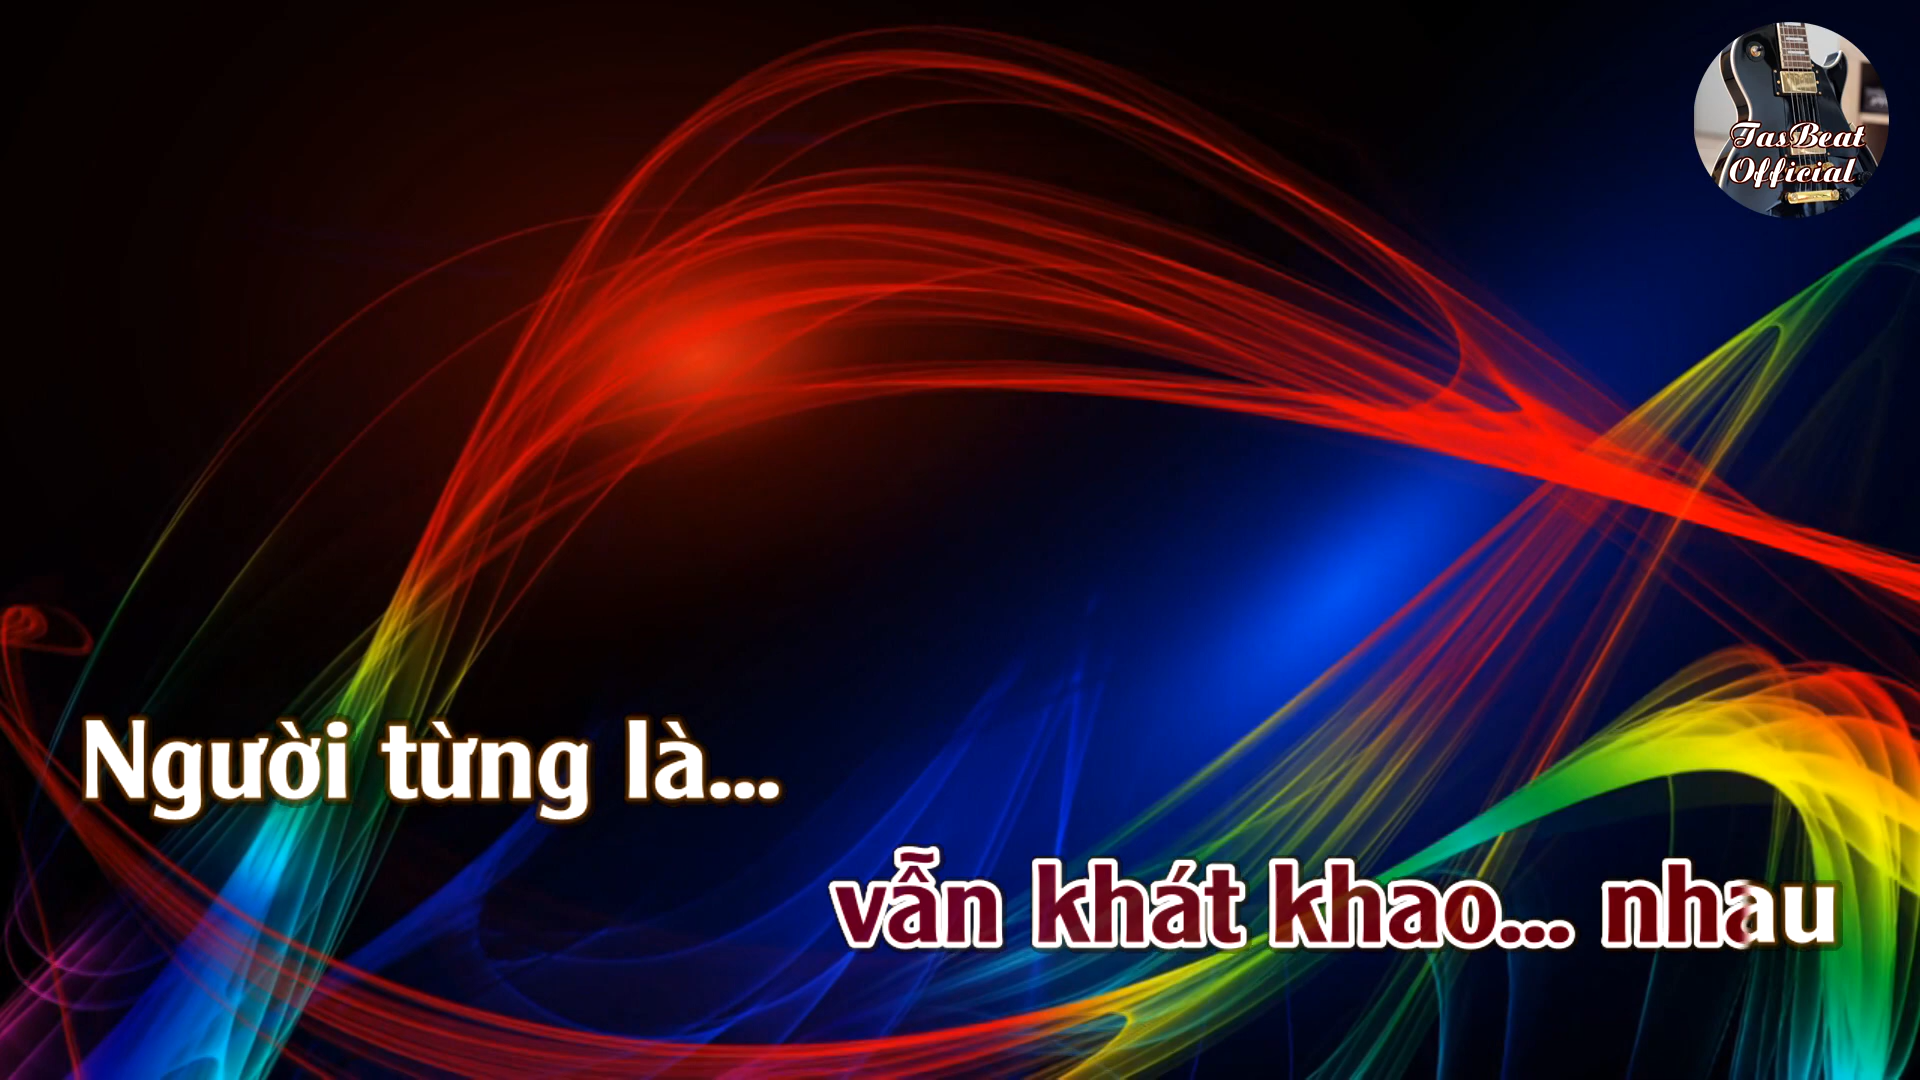 TasBeat
Official
Người từng là...
vẫn khát khao... nhau